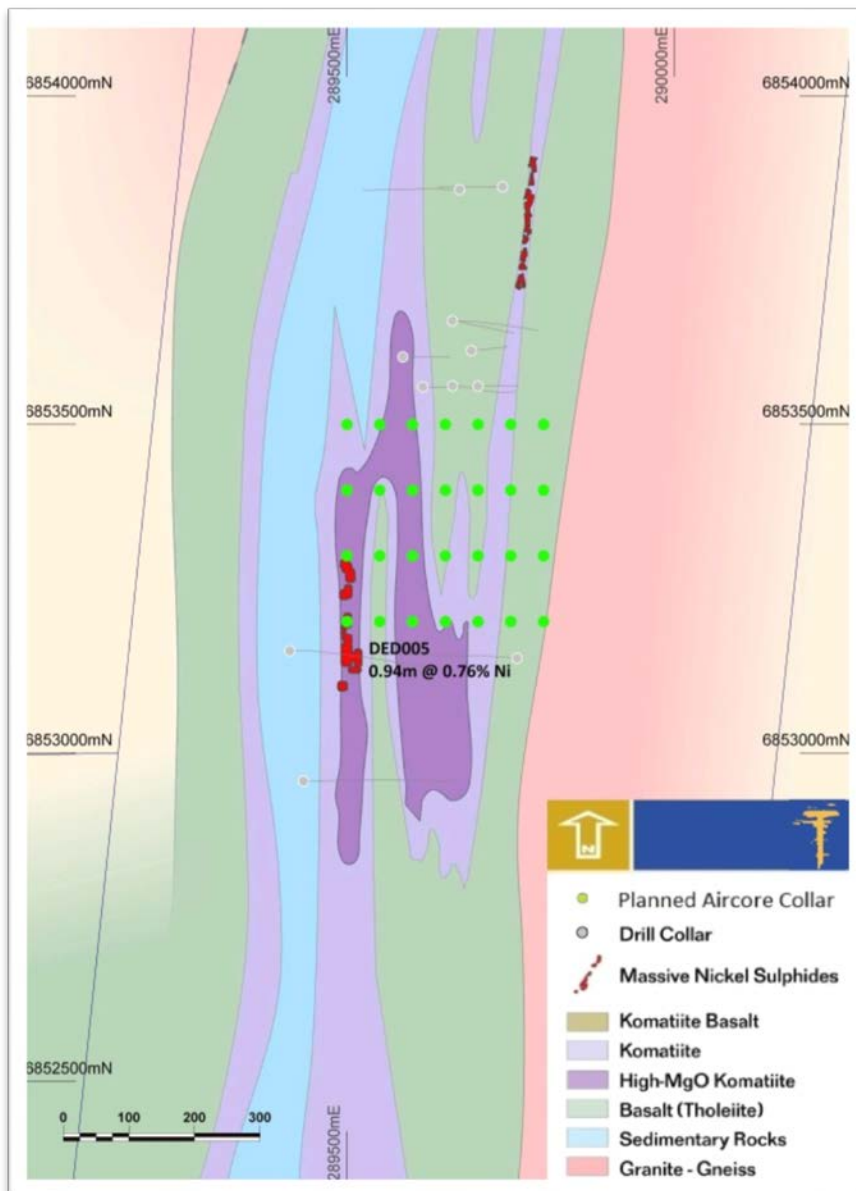 289500mE
290000mE
6854000mN
6854000mN
6853500mN
6853500mN
DED005
0.94m @ 0.76% Ni
6853000mN
6853000mN
N
Planned Aircore Collar
Drill Collar
Massive Nickel Sulphides
Komatiite Basalt
Komatiite
High-MgO Komatiite
Basalt (Tholeiite)
Sedimentary Rocks
Granite - Gneiss
6852500mN
0 100 200 300
289500mE